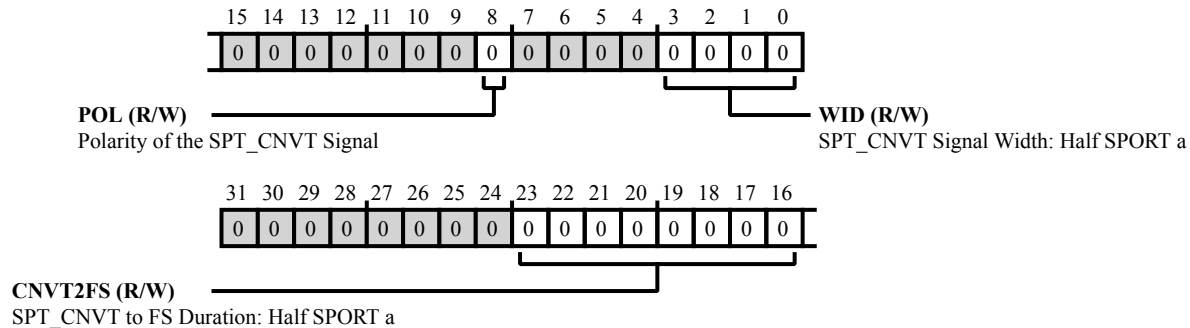 15 14 13 12 11 10 9 8 7 6 5 4 3 2 1 0
0 0 0 0 0 0 0 0 0 0 0 0 0 0 0 0
POL (R/W) WID (R/W)
Polarity of the SPT_CNVT Signal SPT_CNVT Signal Width: Half SPORT a
31 30 29 28 27 26 25 24 23 22 21 20 19 18 17 16
0 0 0 0 0 0 0 0 0 0 0 0 0 0 0 0
CNVT2FS (R/W)
SPT_CNVT to FS Duration: Half SPORT a